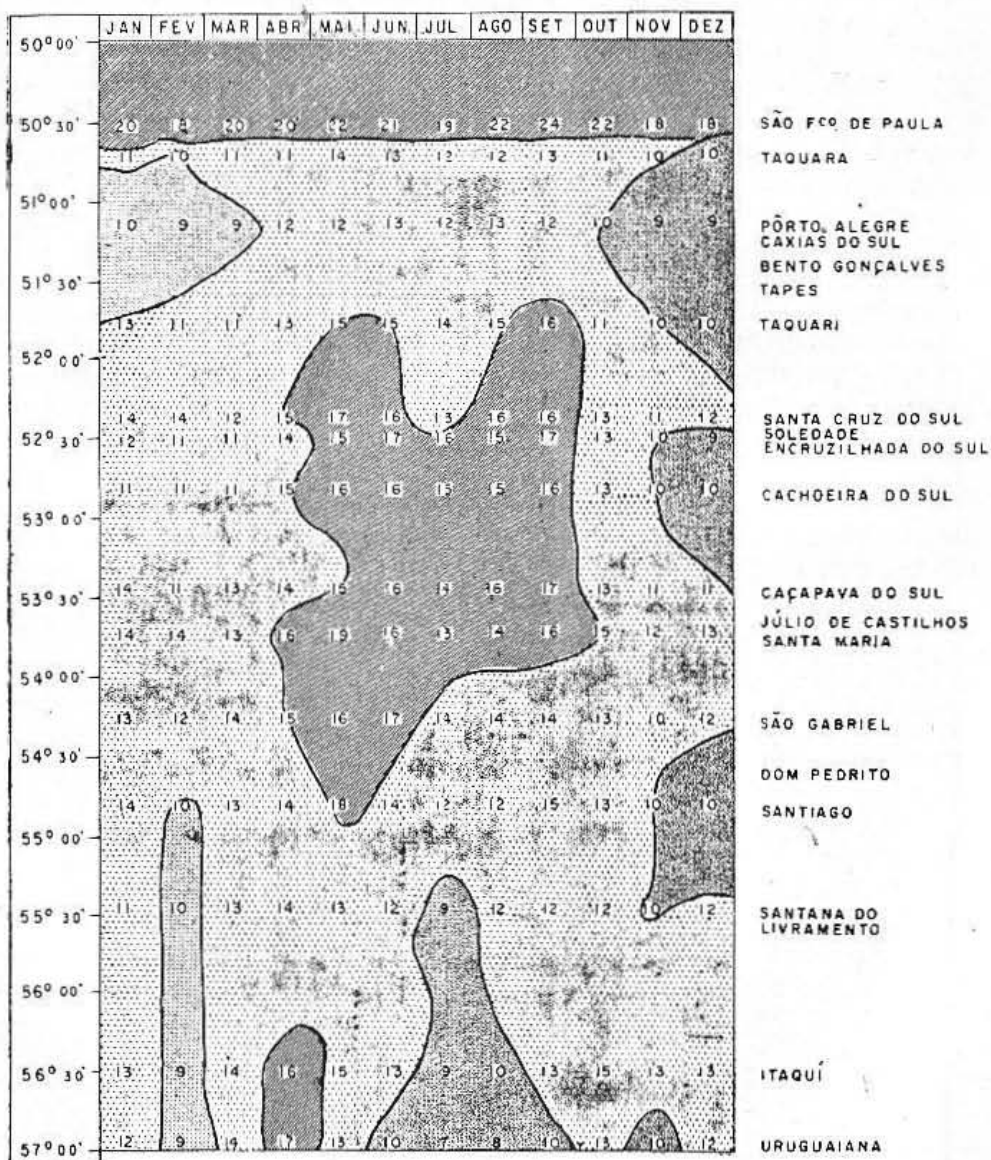 JAN FEV MAR ABR MAI JUN JUL AGO SET OUT NOV DEZ
50° 00'
50° 30' 20 18 20 20 22 21 19 22 24 22 18 18 SÃO Fco DE PAULA
11 10 11 11 14 13 12 12 13 11 10 10 TAQUARA
51° 00'
10 9 9 12 12 13 12 13 12 10 9 9 PÔRTO ALEGRE
CAXIAS DO SUL
BENTO GONÇALVES
51° 30' TAPES
13 11 11 13 15 15 14 15 16 11 10 10 TAQUARI
52° 00'
14 14 12 15 17 16 13 16 16 13 11 12 SANTA CRUZ DO SUL
52° 30' 12 11 11 14 15 17 16 15 17 13 10 9 SOLEDADE
ENCRUZILHADA DO SUL
11 11 11 15 16 16 15 15 16 13 10 10 CACHOEIRA DO SUL
53° 00'
53° 30' 14 11 13 14 15 16 14 16 17 13 11 11 CAÇAPAVA DO SUL
JÚLIO DE CASTILHOS
14 14 13 16 19 16 13 14 16 15 12 13 SANTA MARIA
54° 00'
13 12 14 15 16 17 14 14 14 13 10 12 SÃO GABRIEL
54° 30'
DOM PEDRITO
14 10 13 14 18 14 12 12 15 13 10 10 SANTIAGO
55° 00'
55° 30' 11 10 13 14 13 12 9 12 12 12 10 12 SANTANA DO
LIVRAMENTO
56° 00'
56° 30' 13 9 14 16 15 13 9 10 13 15 13 13 ITAQUÍ
57° 00' 12 9 14 17 13 10 7 8 10 13 10 12 URUGUAIANA